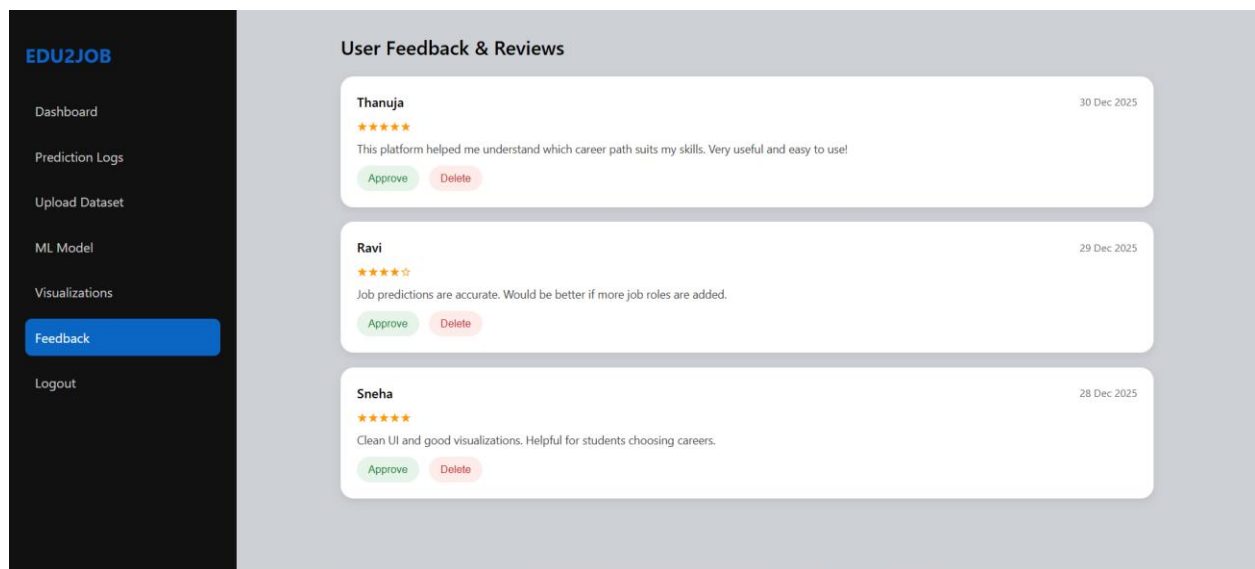 EDU2JOB
Dashboard
Prediction Logs
Upload Dataset
ML Model
Visualizations
Feedback
Logout
User Feedback & Reviews
Thanuja
30 Dec 2025
★★★★★
This platform helped me understand which career path suits my skills. Very useful and easy to use!
Approve Delete
Ravi
29 Dec 2025
★★★★☆
Job predictions are accurate. Would be better if more job roles are added.
Approve Delete
Sneha
28 Dec 2025
★★★★★
Clean UI and good visualizations. Helpful for students choosing careers.
Approve Delete